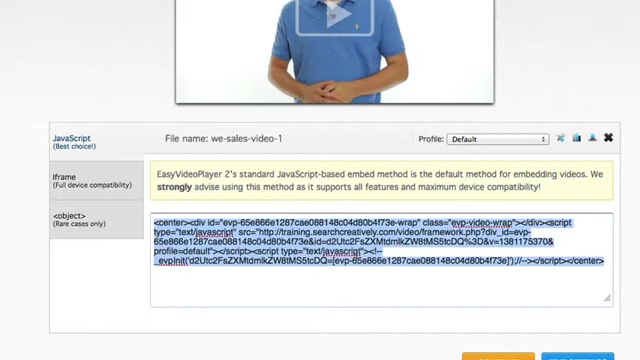 JavaScript
(Best choice!)
File name: we-sales-video-1
Profile: Default
Iframe
(Full device compatibility)
<object>
(Rare cases only)
EasyVideoPlayer 2's standard JavaScript-based embed method is the default method for embedding videos. We
strongly advise using this method as it supports all features and maximum device compatibility!
<center><div id="evp-65e866e1287cae088148c04d80b4f73e-wrap" class="evp-video-wrap"></div><script
type="text/javascript" src="http://training.searchcreatively.com/video/framework.php?div_id=evp-
65e866e1287cae088148c04d80b4f73e&id=d2Utc2FsZXMtdmlkZW8tMS5tcDQ%3D&v=1381175370&
profile=default"></script><script type="text/javascript"><!--
_evpInit('d2Utc2FsZXMtdmlkZW8tMS5tcDQ=[evp-65e866e1287cae088148c04d80b4f73e]');//--></script></center>